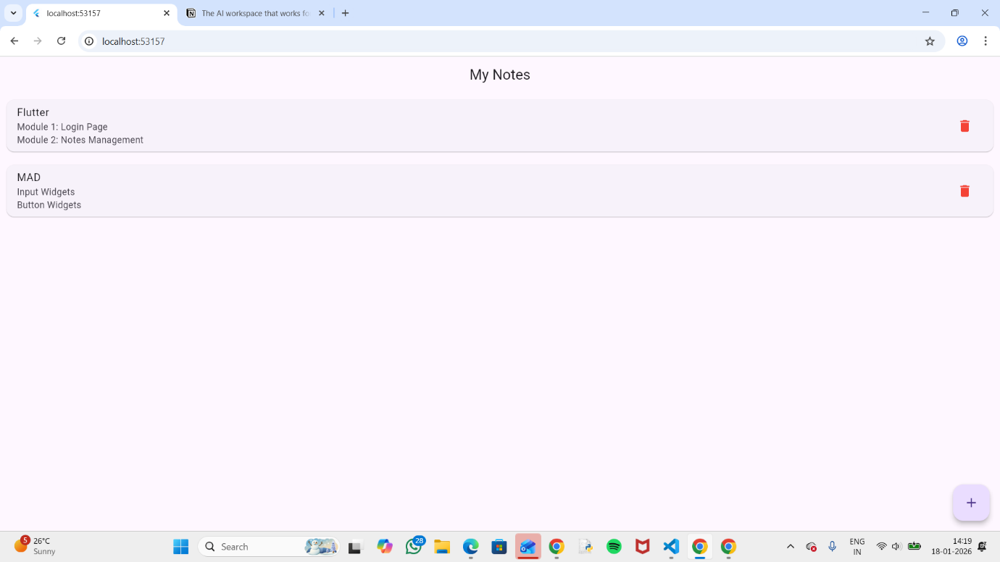 localhost:53157
The AI workspace that works fo
localhost:53157
My Notes
Flutter
Module 1: Login Page
Module 2: Notes Management
MAD
Input Widgets
Button Widgets
+
5
26°C
Sunny
Search
28
ENG
IN
14:19
18-01-2026